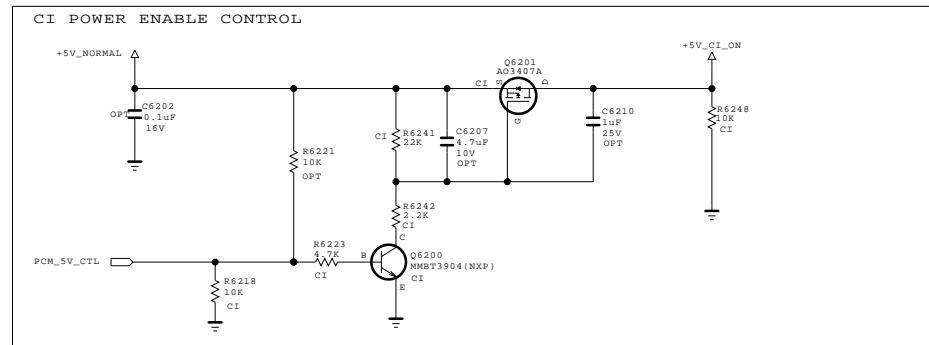 CI POWER ENABLE CONTROL
+5V_NORMAL
+5V_CI_ON
Q6201
AO3407A
CI
S
D
G
C6202
0.1uF
16V
OPT
R6221
10K
OPT
CI
R6241
22K
C6207
4.7uF
10V
OPT
C6210
1uF
25V
OPT
R6248
10K
CI
R6242
2.2K
CI
C
PCM_5V_CTL
R6223
4.7K
CI
B
Q6200
MMBT3904(NXP)
CI
E
R6218
10K
CI